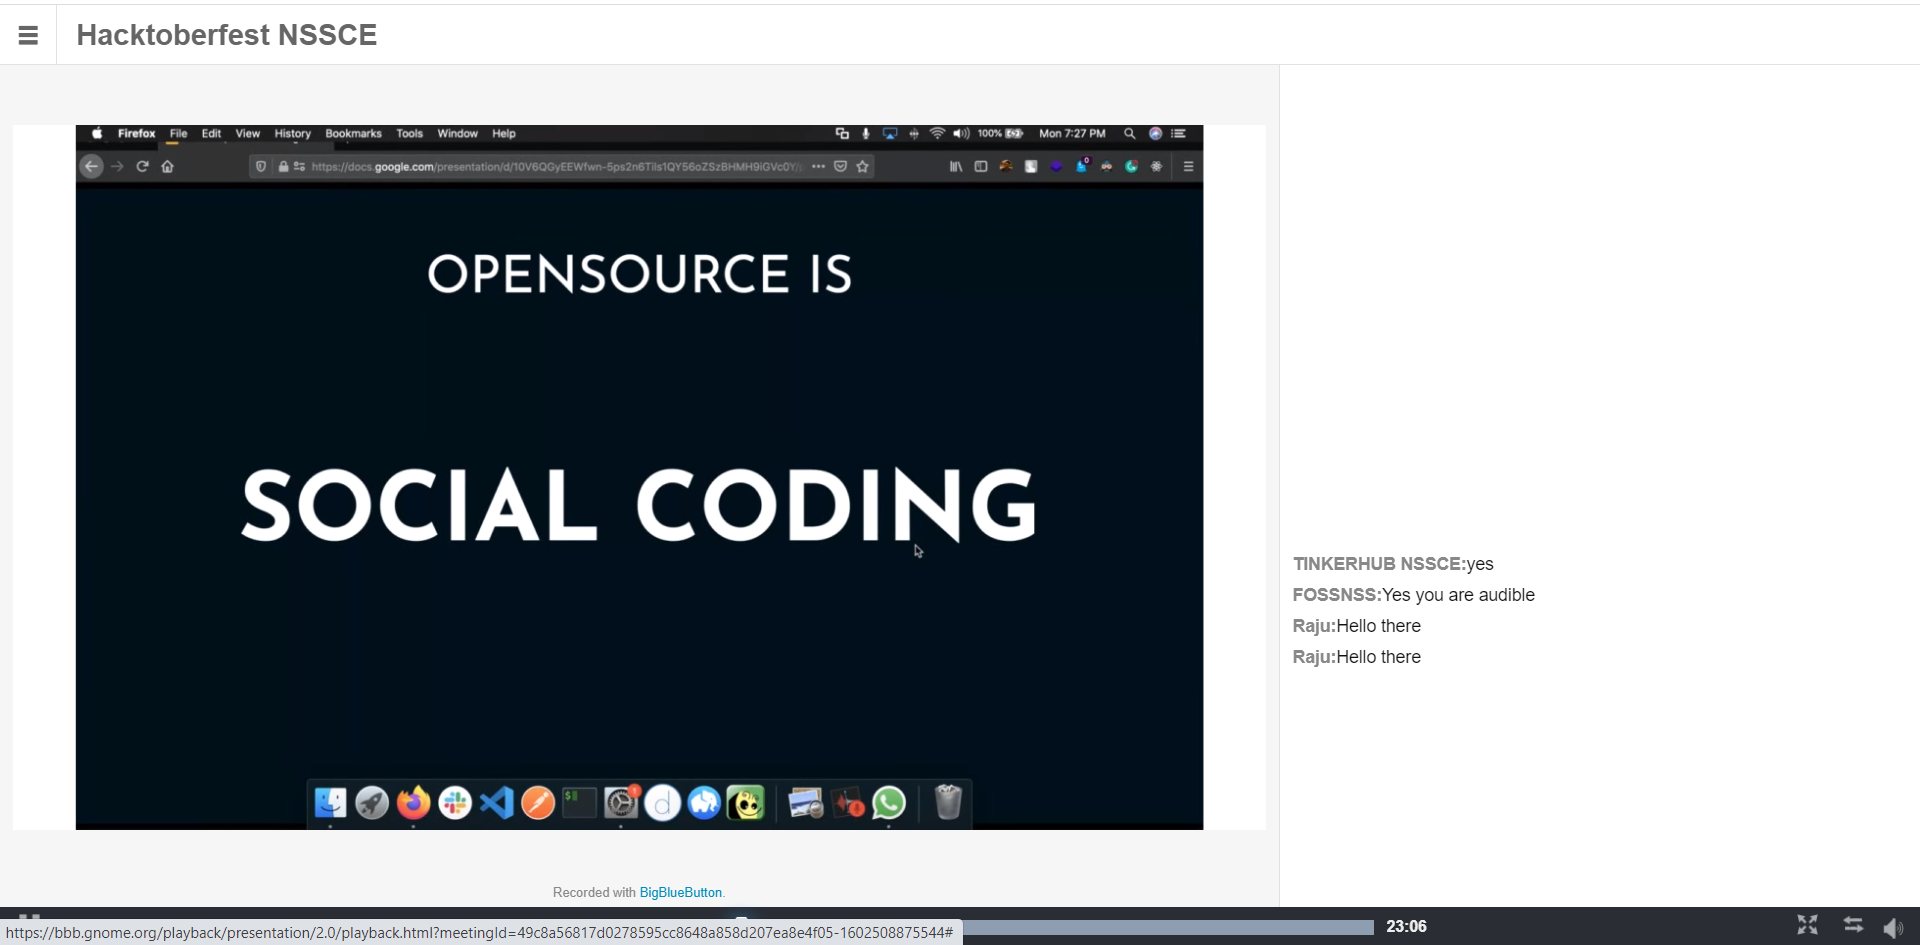 Hacktoberfest NSSCE
Firefox File Edit View History Bookmarks Tools Window Help 100% Mon 7:27 PM
https://docs.google.com/presentation/d/10V6QGyEEWfwn-5ps2n6Tils1QY56oZSzBHMH9iGVc0Y/
0
OPENSOURCE IS
SOCIAL CODING
1
TINKERHUB NSSCE:yes
FOSSNSS:Yes you are audible
Raju:Hello there
Raju:Hello there
Recorded with BigBlueButton.
23:06
https://bbb.gnome.org/playback/presentation/2.0/playback.html?meetingId=49c8a56817d0278595cc8648a858d207ea8e4f05-1602508875544#